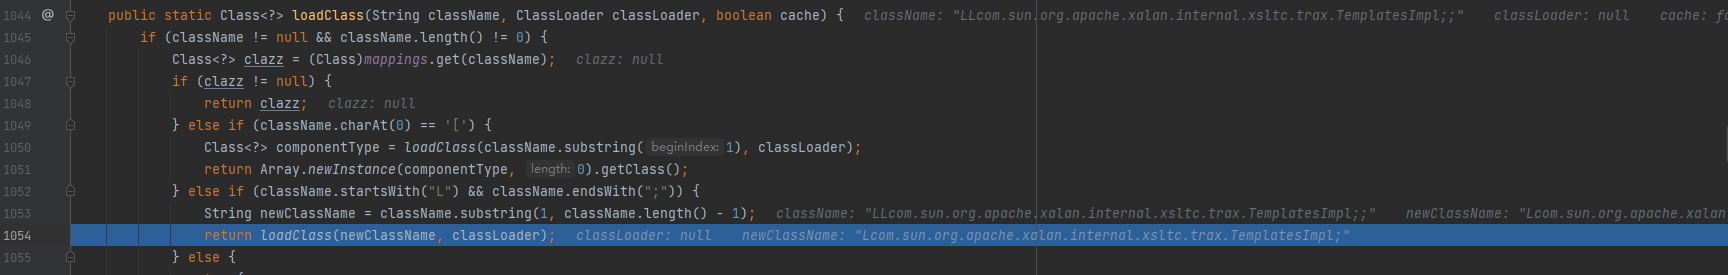 1044 @ public static Class<?> loadClass(String className, ClassLoader classLoader, boolean cache) { className: "LLcom.sun.org.apache.xalan.internal.xsltc.trax.TemplatesImpl;;" classLoader: null cache: fa
1045 if (className != null && className.length() != 0) {
1046 Class<?> clazz = (Class)mappings.get(className); clazz: null
1047 if (clazz != null) {
1048 return clazz; clazz: null
1049 } else if (className.charAt(0) == '[') {
1050 Class<?> componentType = loadClass(className.substring( beginIndex: 1), classLoader);
1051 return Array.newInstance(componentType, length: 0).getClass();
1052 } else if (className.startsWith("L") && className.endsWith(";")) {
1053 String newClassName = className.substring(1, className.length() - 1); className: "LLcom.sun.org.apache.xalan.internal.xsltc.trax.TemplatesImpl;;" newClassName: "Lcom.sun.org.apache.xalan
1054 return loadClass(newClassName, classLoader); classLoader: null newClassName: "Lcom.sun.org.apache.xalan.internal.xsltc.trax.TemplatesImpl;"
1055 } else {